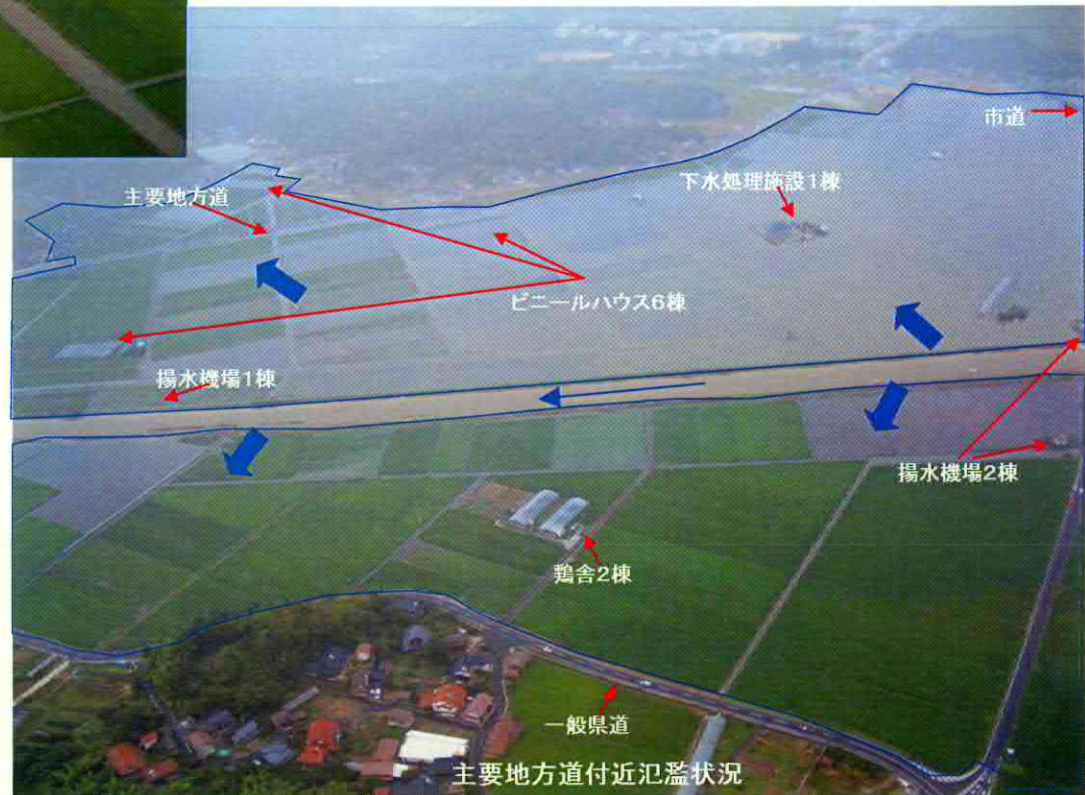 市道
下水処理施設1棟
主要地方道
ビニールハウス6棟
揚水機場1棟
揚水機場2棟
鶏舎2棟
一般県道
主要地方道付近氾濫状況